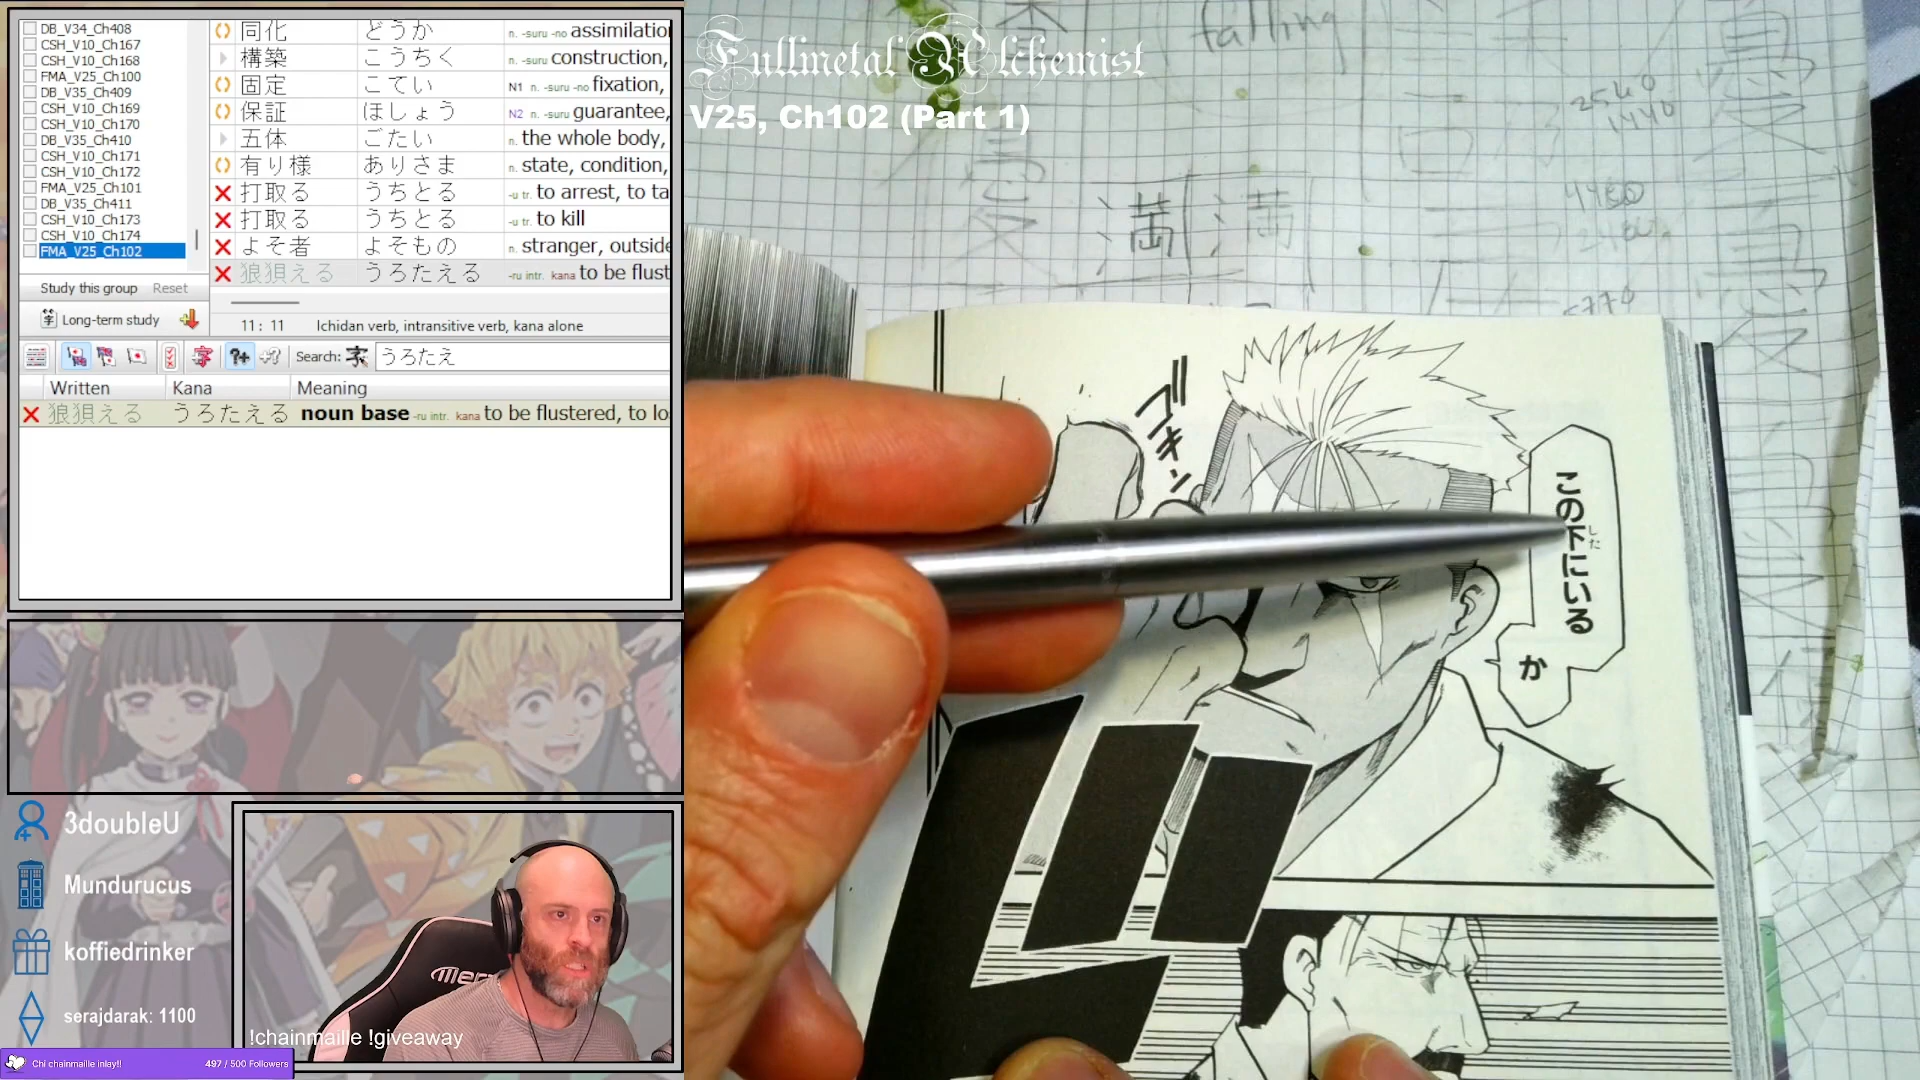 DB_V34_Ch408
CSH_V10_Ch167
CSH_V10_Ch168
FMA_V25_Ch100
DB_V35_Ch409
CSH_V10_Ch169
CSH_V10_Ch170
DB_V35_Ch410
CSH_V10_Ch171
CSH_V10_Ch172
FMA_V25_Ch101
DB_V35_Ch411
CSH_V10_Ch173
CSH_V10_Ch174
FMA_V25_Ch102
Study this group Reset
Long-term study
同化 どうか n. -suru -no assimilatio
構築 こうちく n. -suru construction,
固定 こてい N1 n. -suru -no fixation,
保証 ほしょう N2 n. -suru guarantee,
五体 ごたい n. the whole body,
有り様 ありさま n. state, condition,
打取る うちとる -u tr. to arrest, to ta
打取る うちとる -u tr. to kill
よそ者 よそもの n. stranger, outside
狼狽える うろたえる -ru intr. kana to be flust
11: 11 Ichidan verb, intransitive verb, kana alone
Search: うろたえ
Written Kana Meaning
狼狽える うろたえる noun base -ru intr. kana to be flustered, to lo
3doubleU
Mundurucus
koffiedrinker
serajdarak: 1100
Chi chainmaille inlay!! 497 / 500 Followers
!chainmaille !giveaway
Fullmetal Alchemist
V25, Ch102 (Part 1)
falling
2540
1440
満 満
ゴキン
この下にいる
した
か